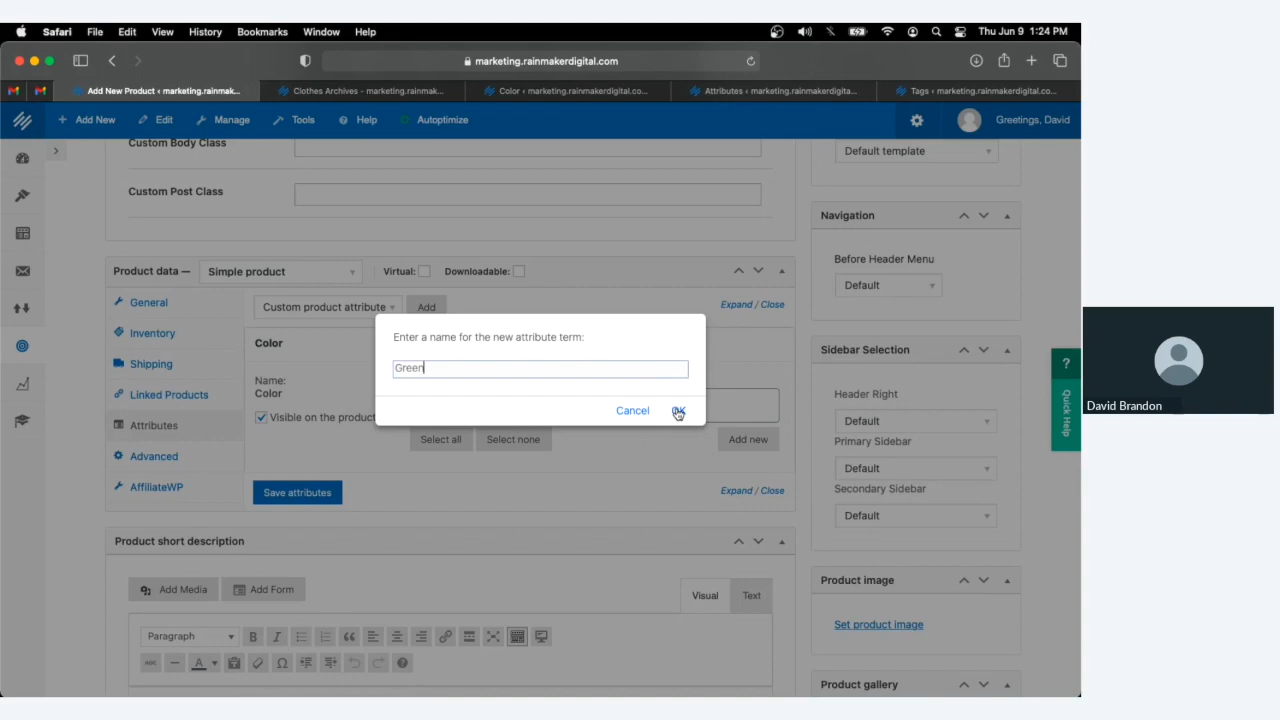 Safari File Edit View History Bookmarks Window Help Thu Jun 9 1:24 PM
marketing.rainmakerdigital.com
Add New Product ‹ marketing.rainmak... Clothes Archives - marketing.rainmak... Color ‹ marketing.rainmakerdigital.co... Attributes ‹ marketing.rainmakerdigita... Tags ‹ marketing.rainmakerdigital.co...
+ Add New Edit Manage Tools Help Autoptimize Greetings, David
Custom Body Class
Default template
Custom Post Class
Navigation
Before Header Menu
Default
Product data — Simple product Virtual: Downloadable:
General
Custom product attribute Add Expand / Close
Inventory
Color
Enter a name for the new attribute term:
Green
Cancel OK
Shipping
Name:
Color
Linked Products
Visible on the product
Attributes
Select all Select none Add new
Advanced
AffiliateWP
Save attributes Expand / Close
Sidebar Selection
Header Right
Default
Primary Sidebar
Default
Secondary Sidebar
Default
? Quick Help
David Brandon
Product short description
Add Media Add Form Visual Text
Paragraph B I
ABC A Ω ?
Product image
Set product image
Product gallery